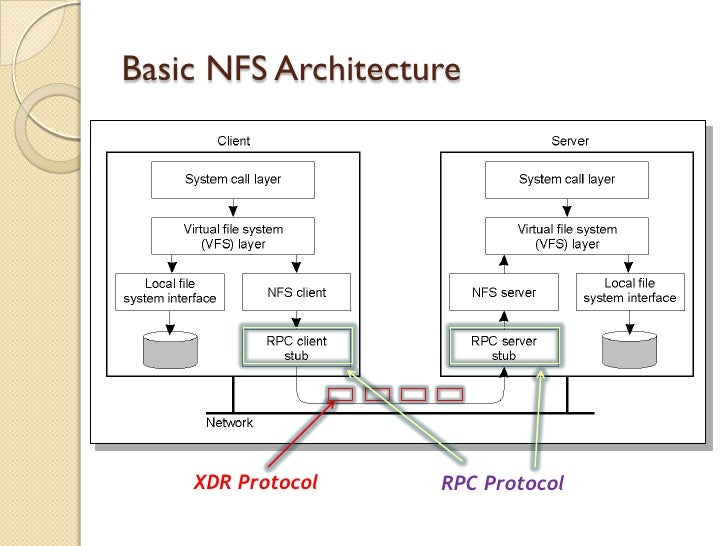 Basic NFS Architecture
Client
Server
System call layer
System call layer
Virtual file system
(VFS) layer
Virtual file system
(VFS) layer
Local file
system interface
NFS client
NFS server
Local file
system interface
RPC client
stub
RPC server
stub
Network
XDR Protocol
RPC Protocol